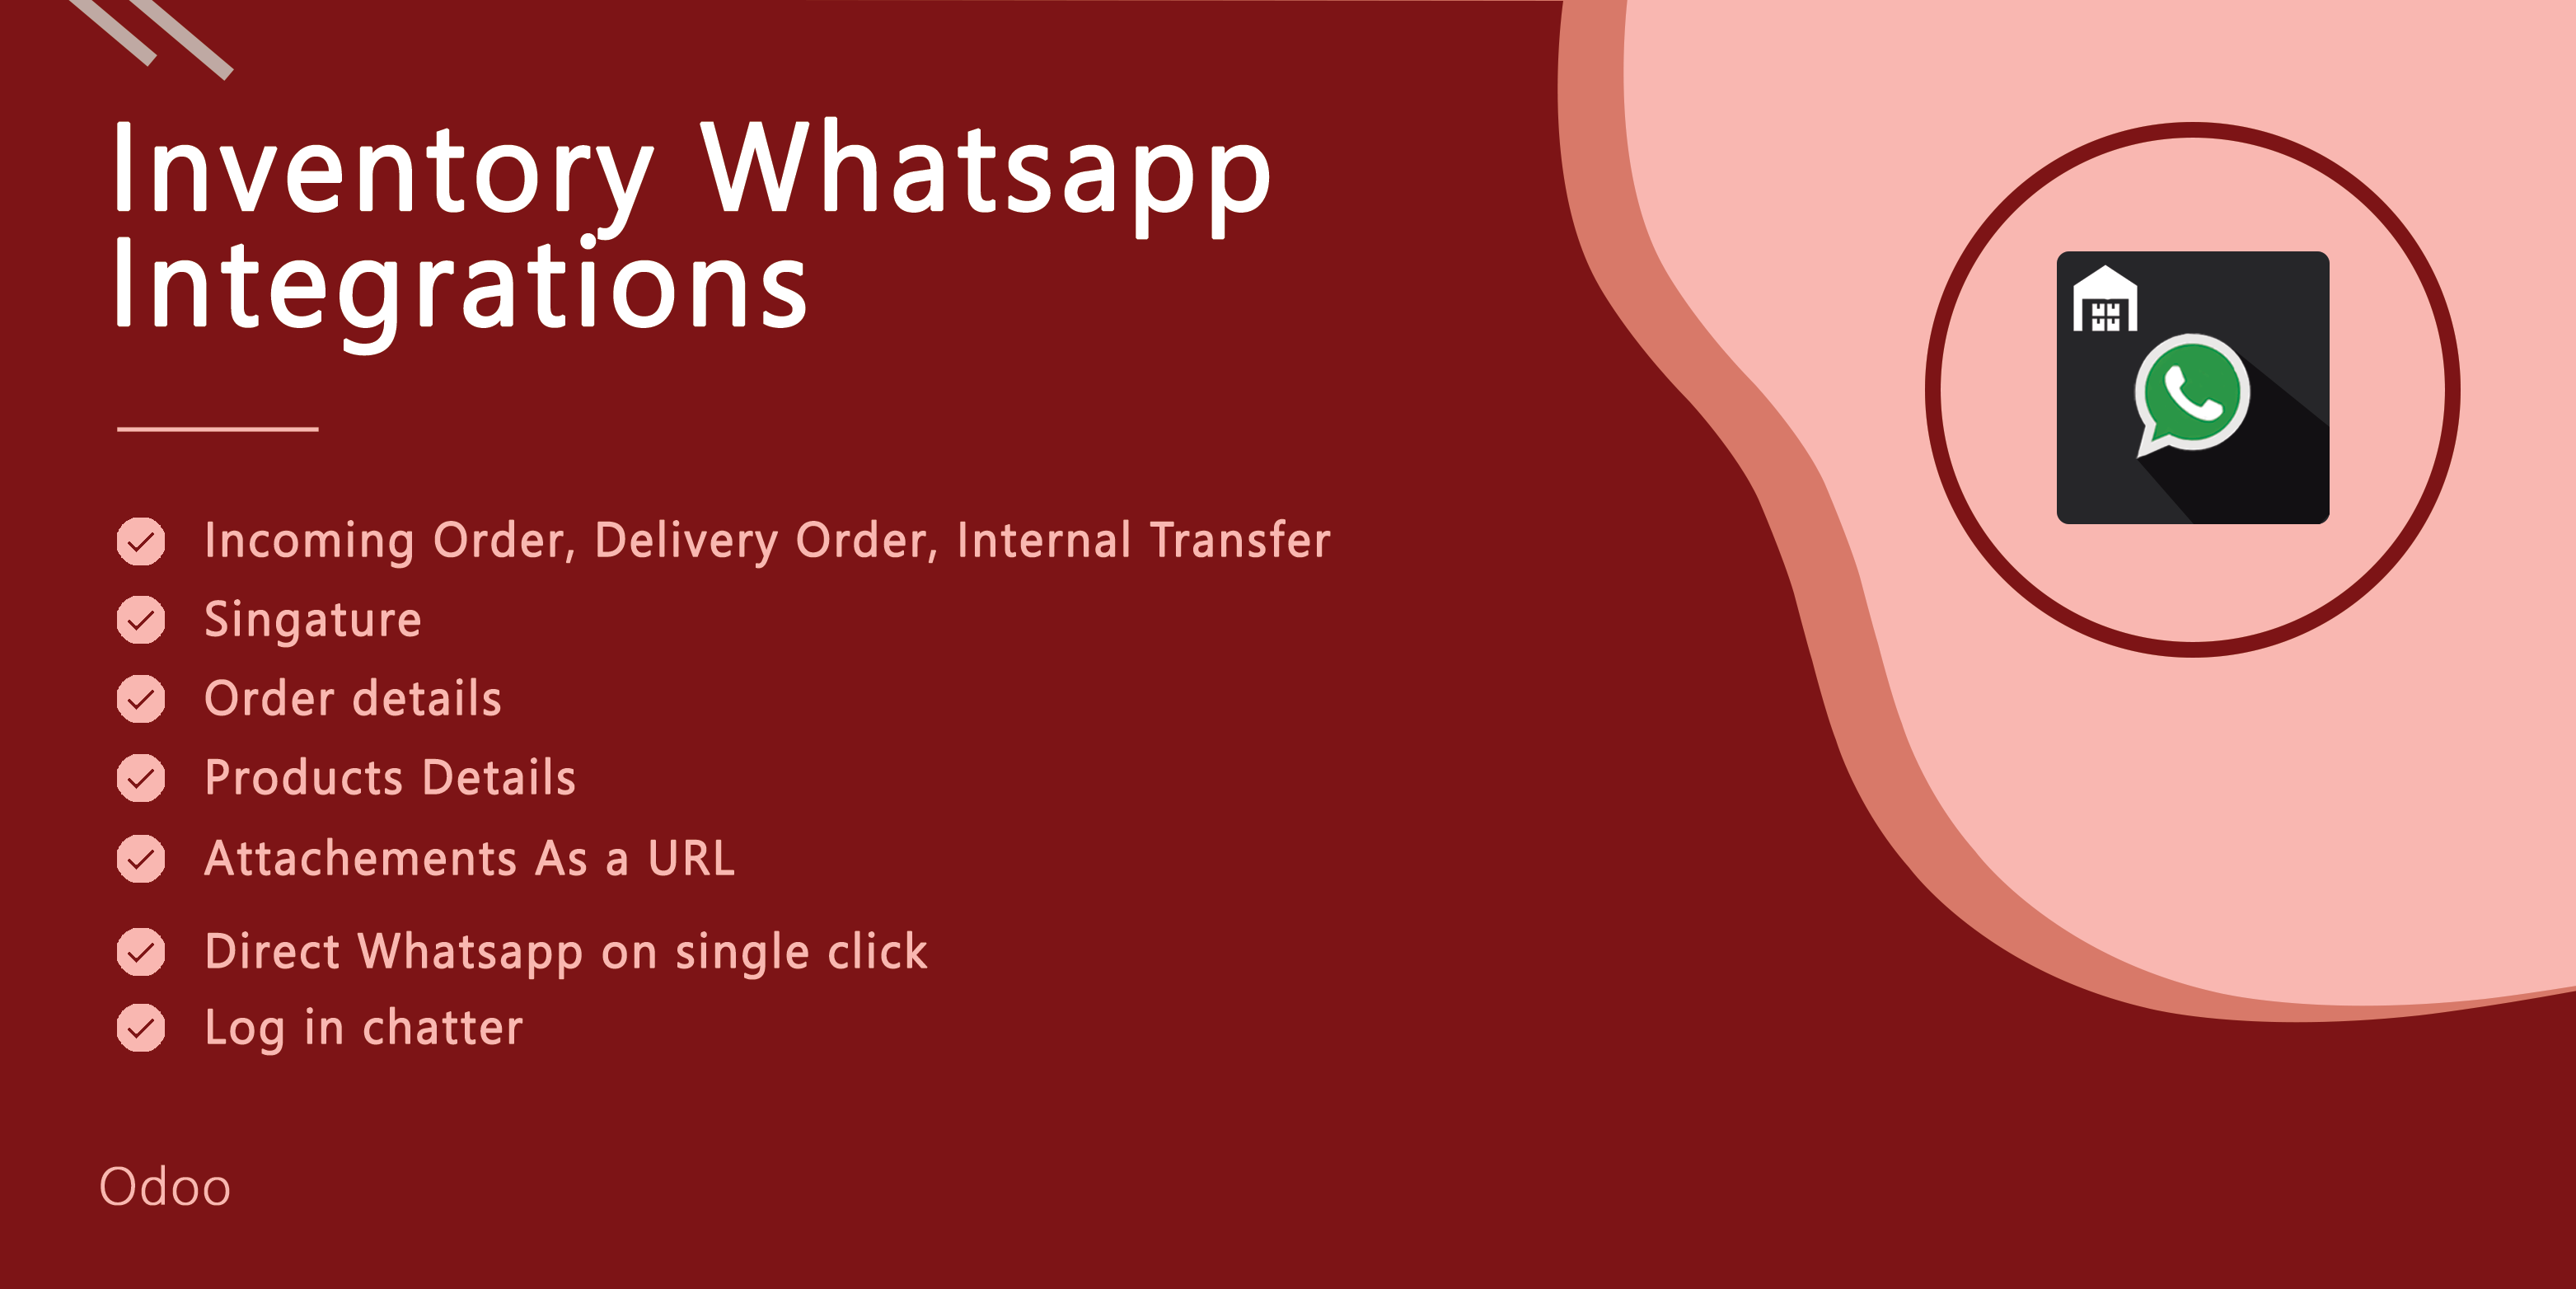 Inventory Whatsapp
Integrations
Incoming Order, Delivery Order, Internal Transfer
Singature
Order details
Products Details
Attachements As a URL
Direct Whatsapp on single click
Log in chatter
Odoo